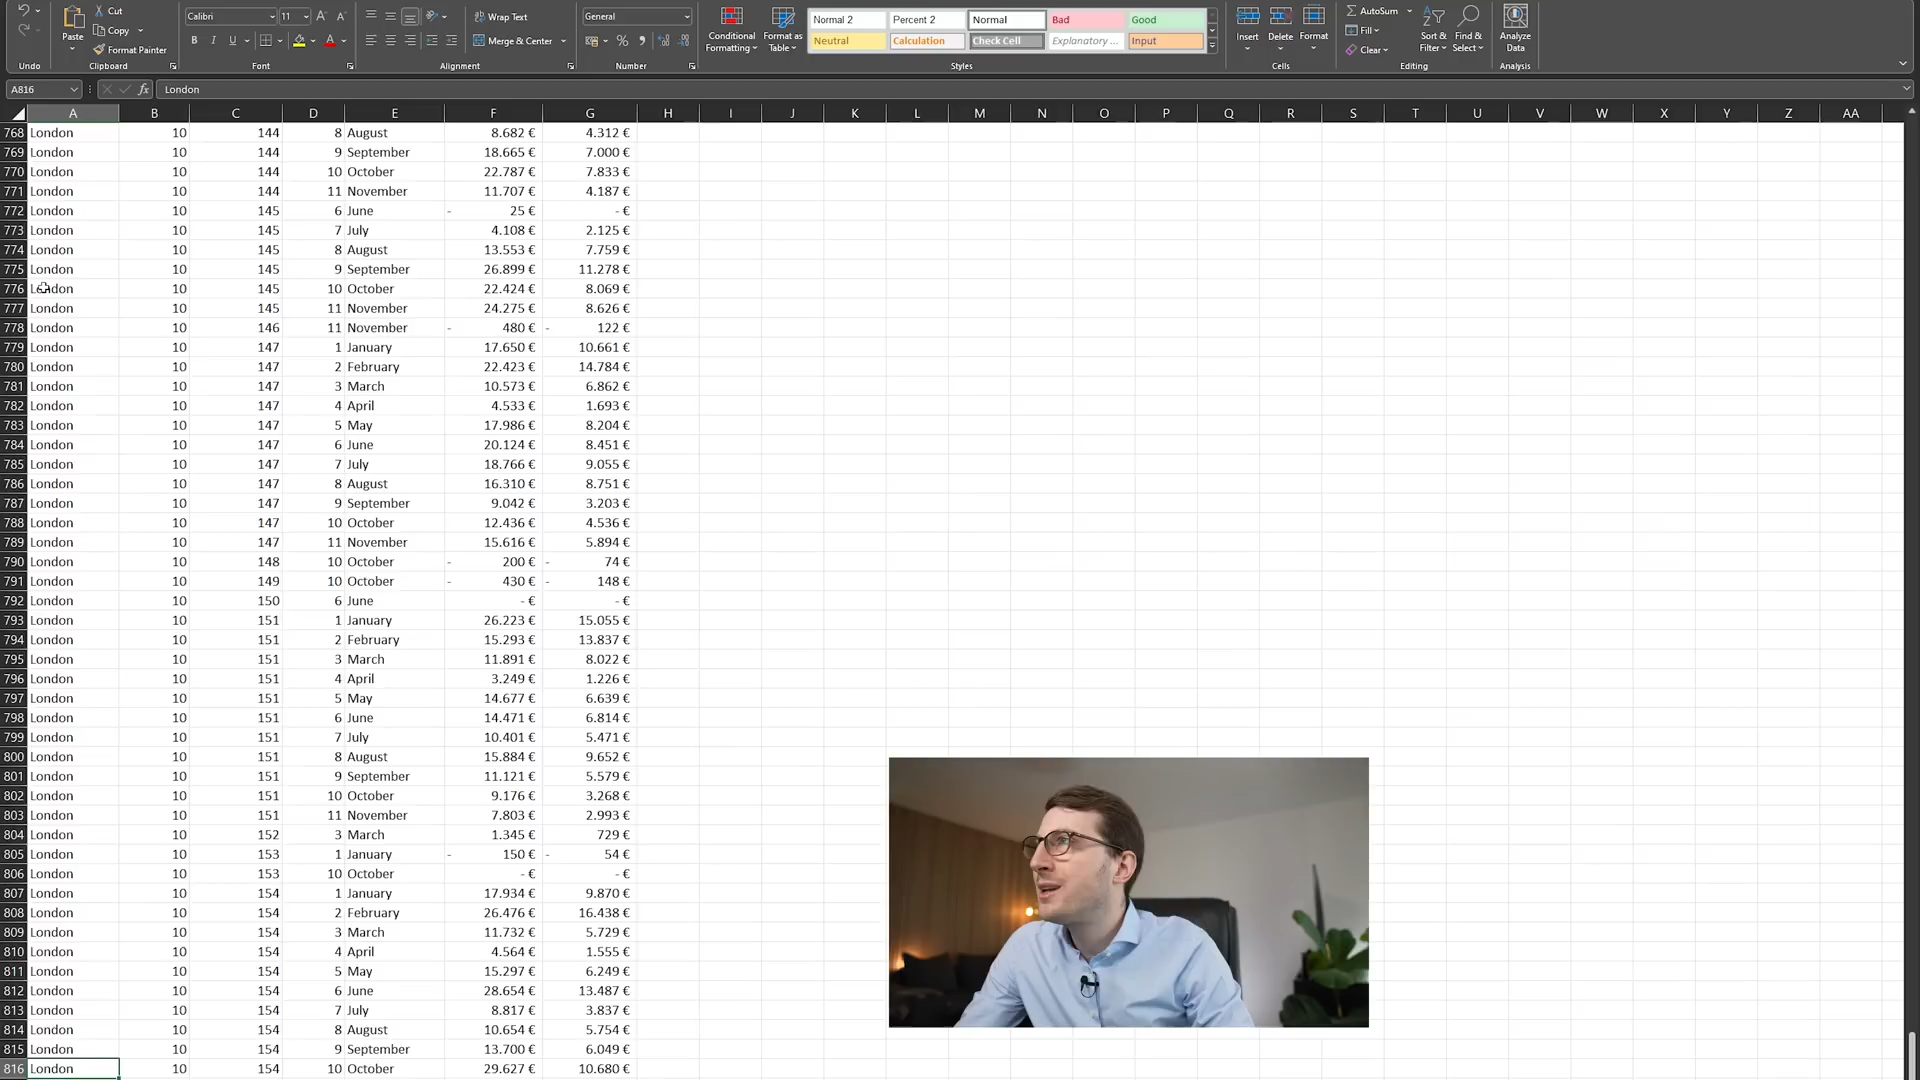 Cut Calibri 11 Wrap Text General Normal 2 Percent 2 Normal Bad Good AutoSum
Paste Copy Conditional Formatting Format as Table Insert Delete Format Fill Sort & Filter Find & Select Analyze Data
Format Painter B I U A Merge & Center % Neutral Calculation Check Cell Explanatory ... Input Clear
Undo Clipboard Font Alignment Number Styles Cells Editing Analysis
A816 fx London
A B C D E F G H I J K L M N O P Q R S T U V W X Y Z AA
768 London 10 144 8 August 8.682 € 4.312 €
769 London 10 144 9 September 18.665 € 7.000 €
770 London 10 144 10 October 22.787 € 7.833 €
771 London 10 144 11 November 11.707 € 4.187 €
772 London 10 145 6 June - 25 € - €
773 London 10 145 7 July 4.108 € 2.125 €
774 London 10 145 8 August 13.553 € 7.759 €
775 London 10 145 9 September 26.899 € 11.278 €
776 London 10 145 10 October 22.424 € 8.069 €
777 London 10 145 11 November 24.275 € 8.626 €
778 London 10 146 11 November - 480 € - 122 €
779 London 10 147 1 January 17.650 € 10.661 €
780 London 10 147 2 February 22.423 € 14.784 €
781 London 10 147 3 March 10.573 € 6.862 €
782 London 10 147 4 April 4.533 € 1.693 €
783 London 10 147 5 May 17.986 € 8.204 €
784 London 10 147 6 June 20.124 € 8.451 €
785 London 10 147 7 July 18.766 € 9.055 €
786 London 10 147 8 August 16.310 € 8.751 €
787 London 10 147 9 September 9.042 € 3.203 €
788 London 10 147 10 October 12.436 € 4.536 €
789 London 10 147 11 November 15.616 € 5.894 €
790 London 10 148 10 October - 200 € - 74 €
791 London 10 149 10 October - 430 € - 148 €
792 London 10 150 6 June - € - €
793 London 10 151 1 January 26.223 € 15.055 €
794 London 10 151 2 February 15.293 € 13.837 €
795 London 10 151 3 March 11.891 € 8.022 €
796 London 10 151 4 April 3.249 € 1.226 €
797 London 10 151 5 May 14.677 € 6.639 €
798 London 10 151 6 June 14.471 € 6.814 €
799 London 10 151 7 July 10.401 € 5.471 €
800 London 10 151 8 August 15.884 € 9.652 €
801 London 10 151 9 September 11.121 € 5.579 €
802 London 10 151 10 October 9.176 € 3.268 €
803 London 10 151 11 November 7.803 € 2.993 €
804 London 10 152 3 March 1.345 € 729 €
805 London 10 153 1 January - 150 € - 54 €
806 London 10 153 10 October - € - €
807 London 10 154 1 January 17.934 € 9.870 €
808 London 10 154 2 February 26.476 € 16.438 €
809 London 10 154 3 March 11.732 € 5.729 €
810 London 10 154 4 April 4.564 € 1.555 €
811 London 10 154 5 May 15.297 € 6.249 €
812 London 10 154 6 June 28.654 € 13.487 €
813 London 10 154 7 July 8.817 € 3.837 €
814 London 10 154 8 August 10.654 € 5.754 €
815 London 10 154 9 September 13.700 € 6.049 €
816 London 10 154 10 October 29.627 € 10.680 €